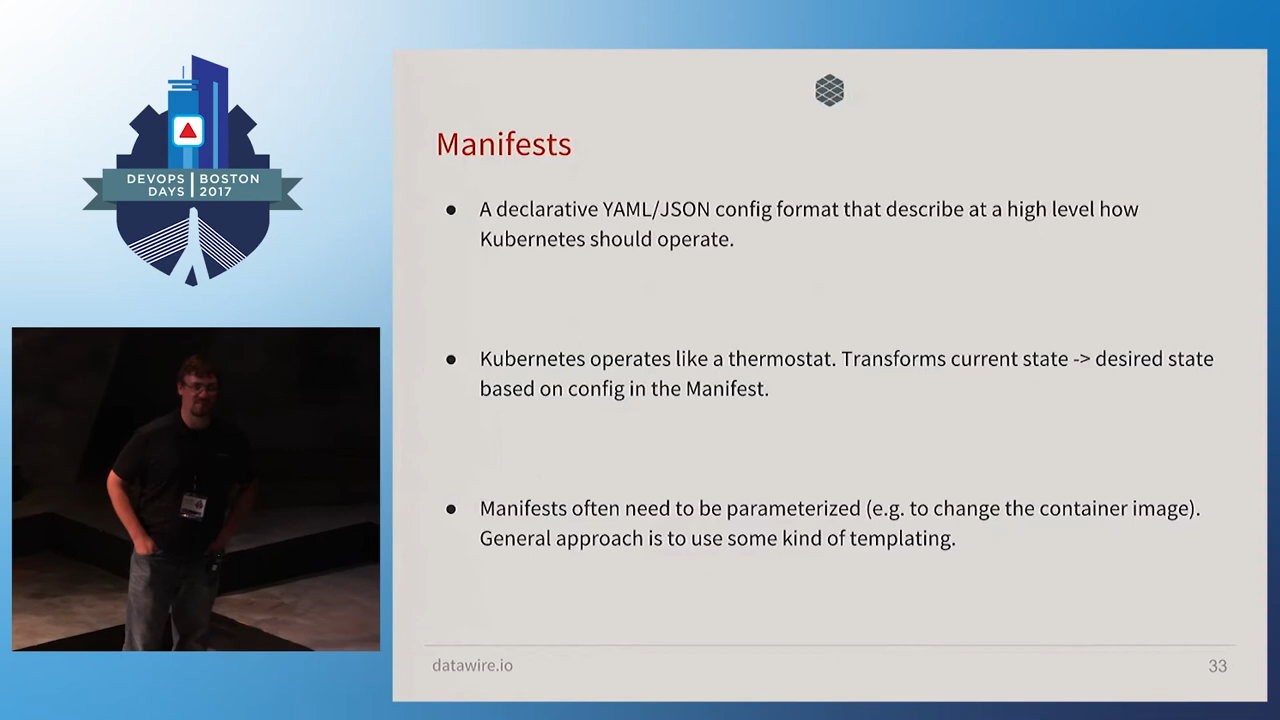 DEVOPS DAYS | BOSTON 2017
Manifests
● A declarative YAML/JSON config format that describe at a high level how
Kubernetes should operate.
● Kubernetes operates like a thermostat. Transforms current state -> desired state
based on config in the Manifest.
● Manifests often need to be parameterized (e.g. to change the container image).
General approach is to use some kind of templating.
datawire.io
33